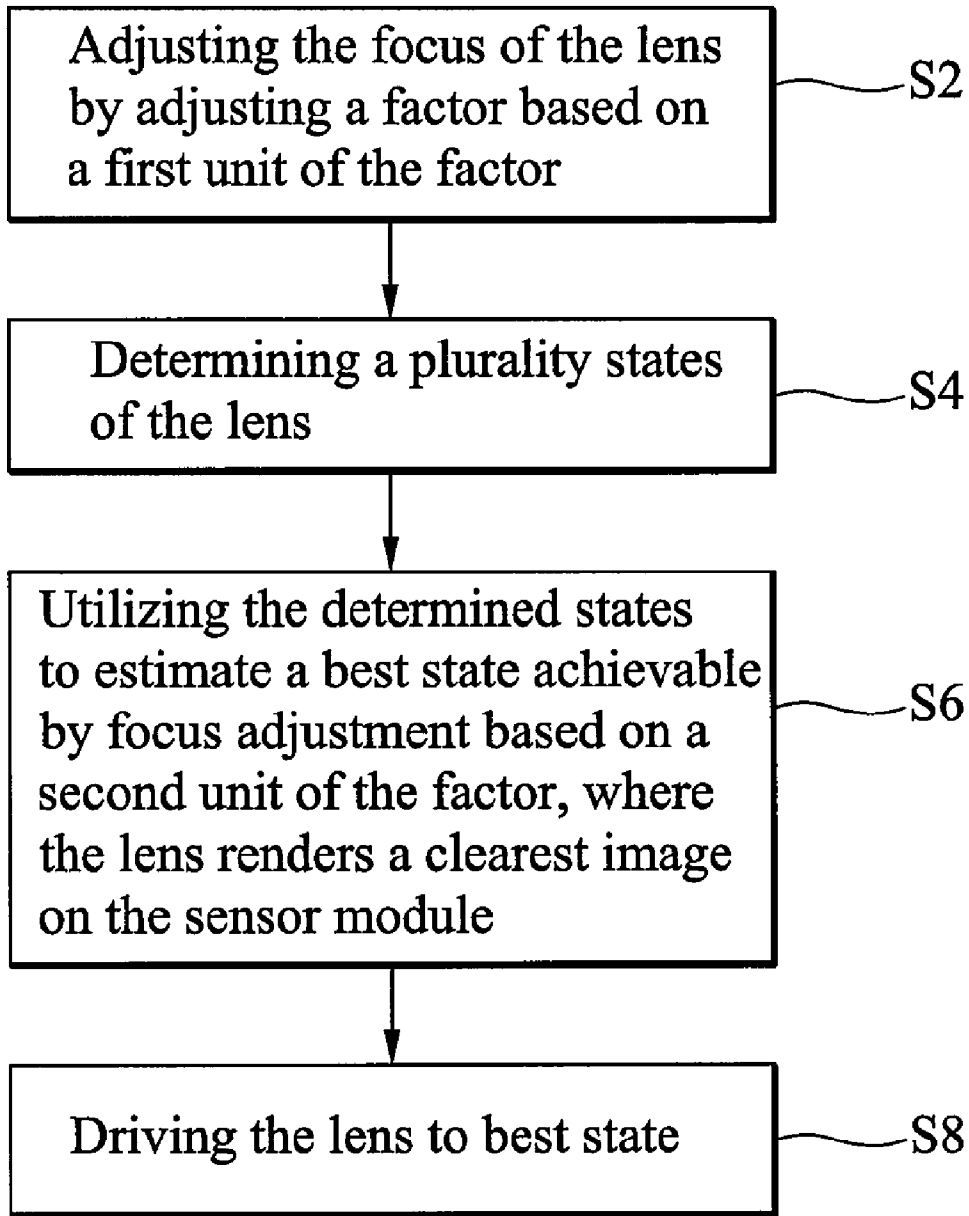 Adjusting the focus of the lens
by adjusting a factor based on
a first unit of the factor
S2
Determining a plurality states
of the lens
S4
Utilizing the determined states
to estimate a best state achievable
by focus adjustment based on a
second unit of the factor, where
the lens renders a clearest image
on the sensor module
S6
Driving the lens to best state
S8